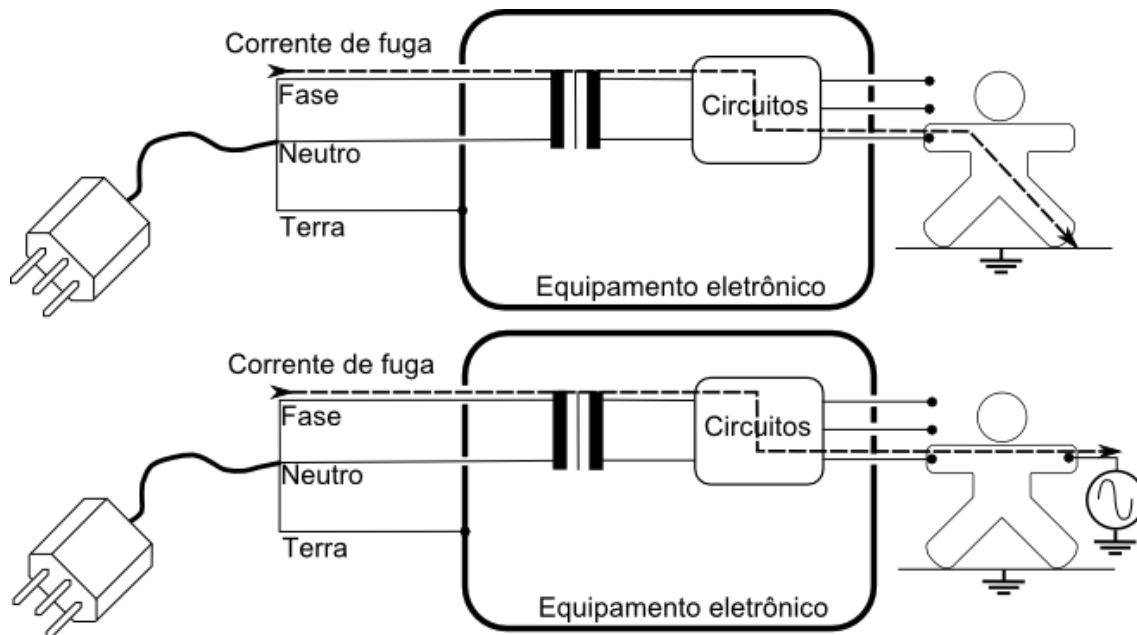 Corrente de fuga
Fase
Circuitos
Neutro
Terra
Equipamento eletrônico
Corrente de fuga
Fase
Circuitos
Neutro
Terra
Equipamento eletrônico